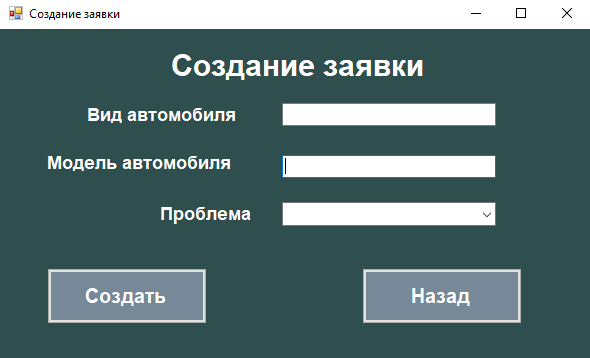 Создание заявки
Создание заявки
Вид автомобиля
Модель автомобиля
Проблема
Создать
Назад